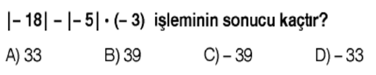 |– 18| – |– 5| · (– 3) işleminin sonucu kaçtır?
A) 33 B) 39 C) – 39 D) – 33